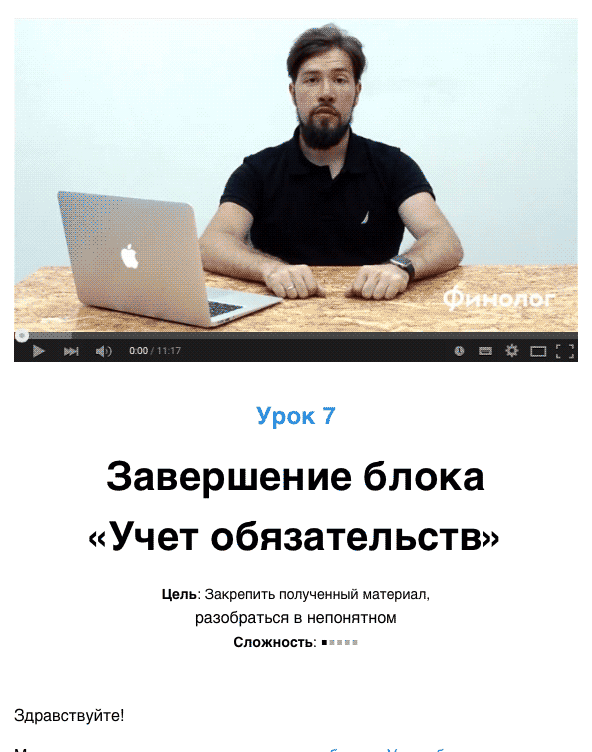 Финолог
0:00 / 11:17
Урок 7
Завершение блока
«Учет обязательств»
Цель: Закрепить полученный материал,
разобраться в непонятном
Сложность:
Здравствуйте!